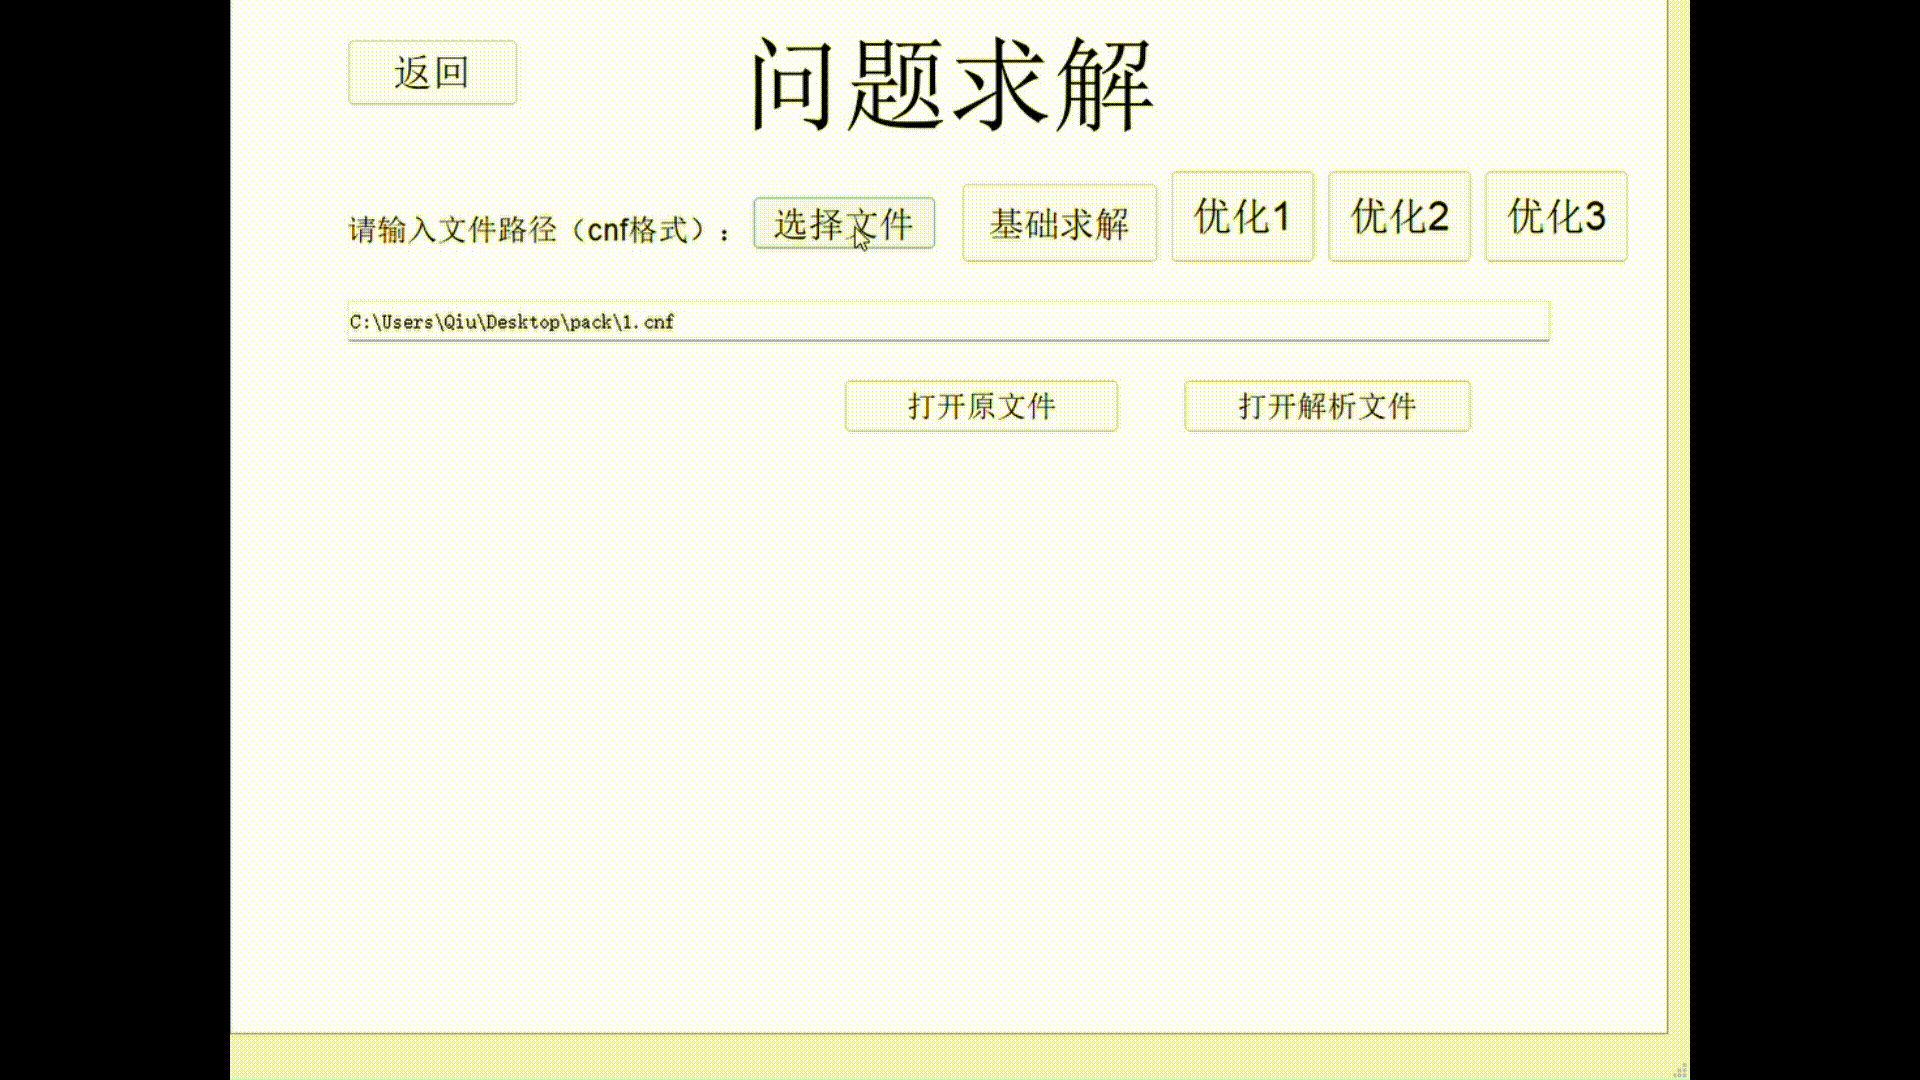 返回
问题求解
请输入文件路径（cnf格式）： 选择文件 基础求解 优化1 优化2 优化3
C:\Users\Qiu\Desktop\pack\1.cnf
打开原文件 打开解析文件